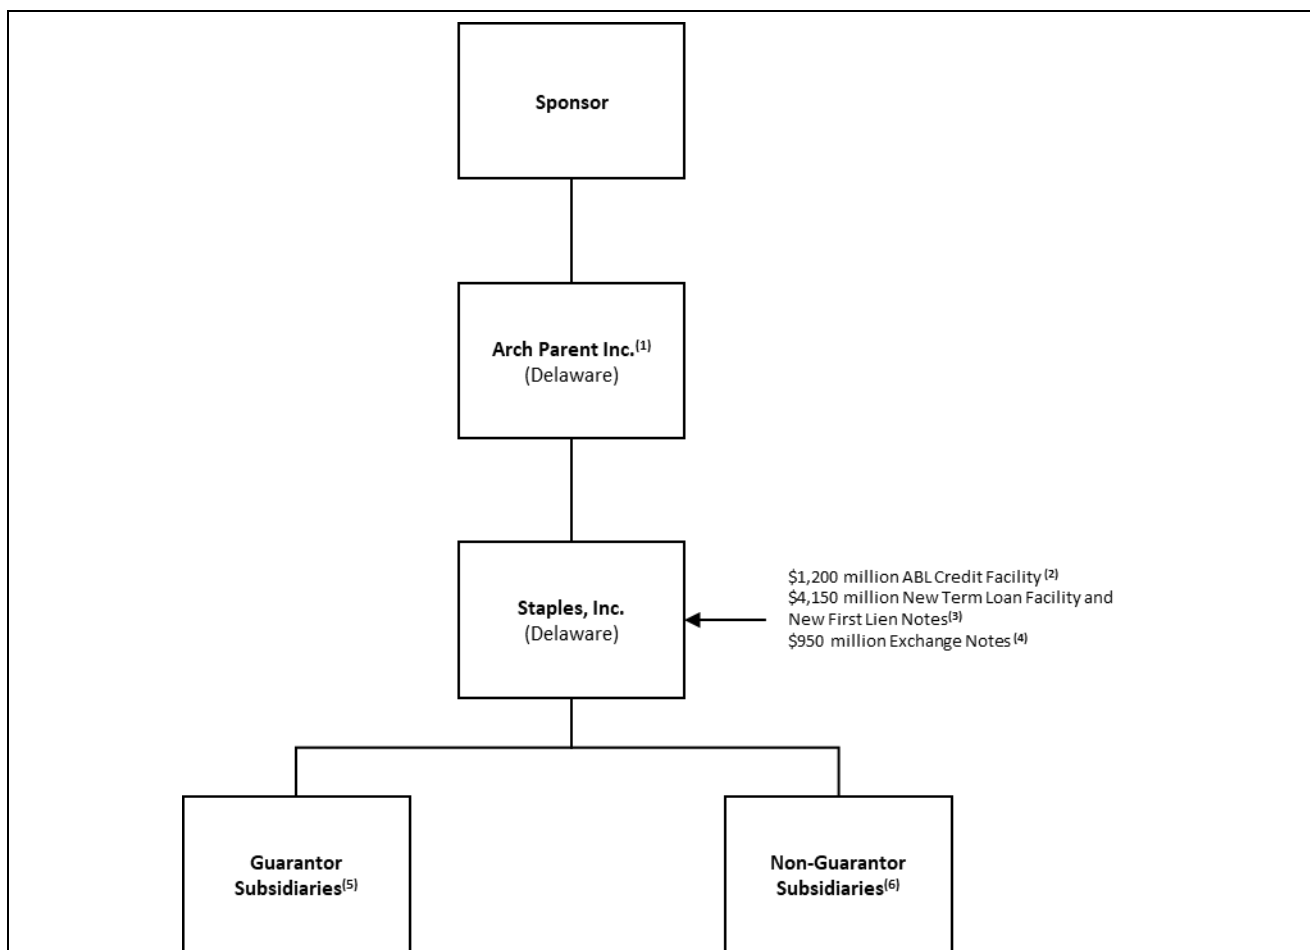 Sponsor
Arch Parent Inc.(1)
(Delaware)
Staples, Inc.
(Delaware)
$1,200 million ABL Credit Facility (2)
$4,150 million New Term Loan Facility and
New First Lien Notes(3)
$950 million Exchange Notes (4)
Guarantor
Subsidiaries(5)
Non-Guarantor
Subsidiaries(6)